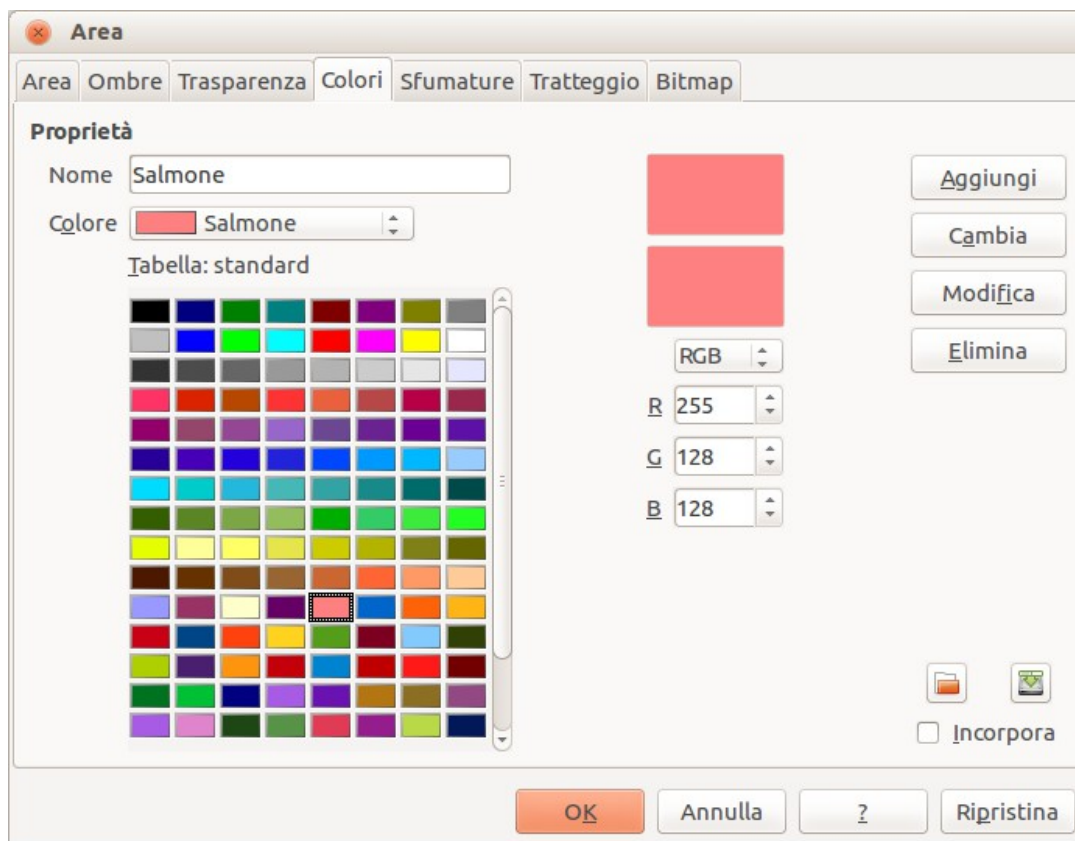 Area
Area Ombre Trasparenza Colori Sfumature Tratteggio Bitmap
Proprietà
Nome Salmone
Aggiungi
Colore Salmone
Cambia
Tabella: standard
Modifica
RGB
Elimina
R 255
G 128
B 128
Incorpora
OK Annulla ? Ripristina